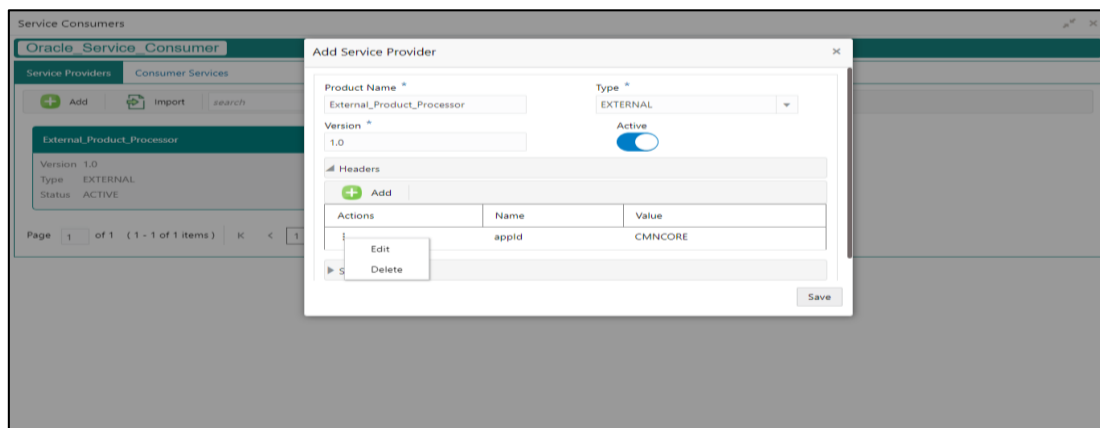 Service Consumers
Oracle_Service_Consumer
Service Providers Consumer Services
Add Import search
External_Product_Processor
Version 1.0
Type EXTERNAL
Status ACTIVE
Page 1 of 1 (1 - 1 of 1 items) K < 1
Add Service Provider
Product Name * Type *
External_Product_Processor EXTERNAL
Version * Active
1.0
Headers
Add
Actions Name Value
appId CMNCORE
Edit
Delete
S
Save